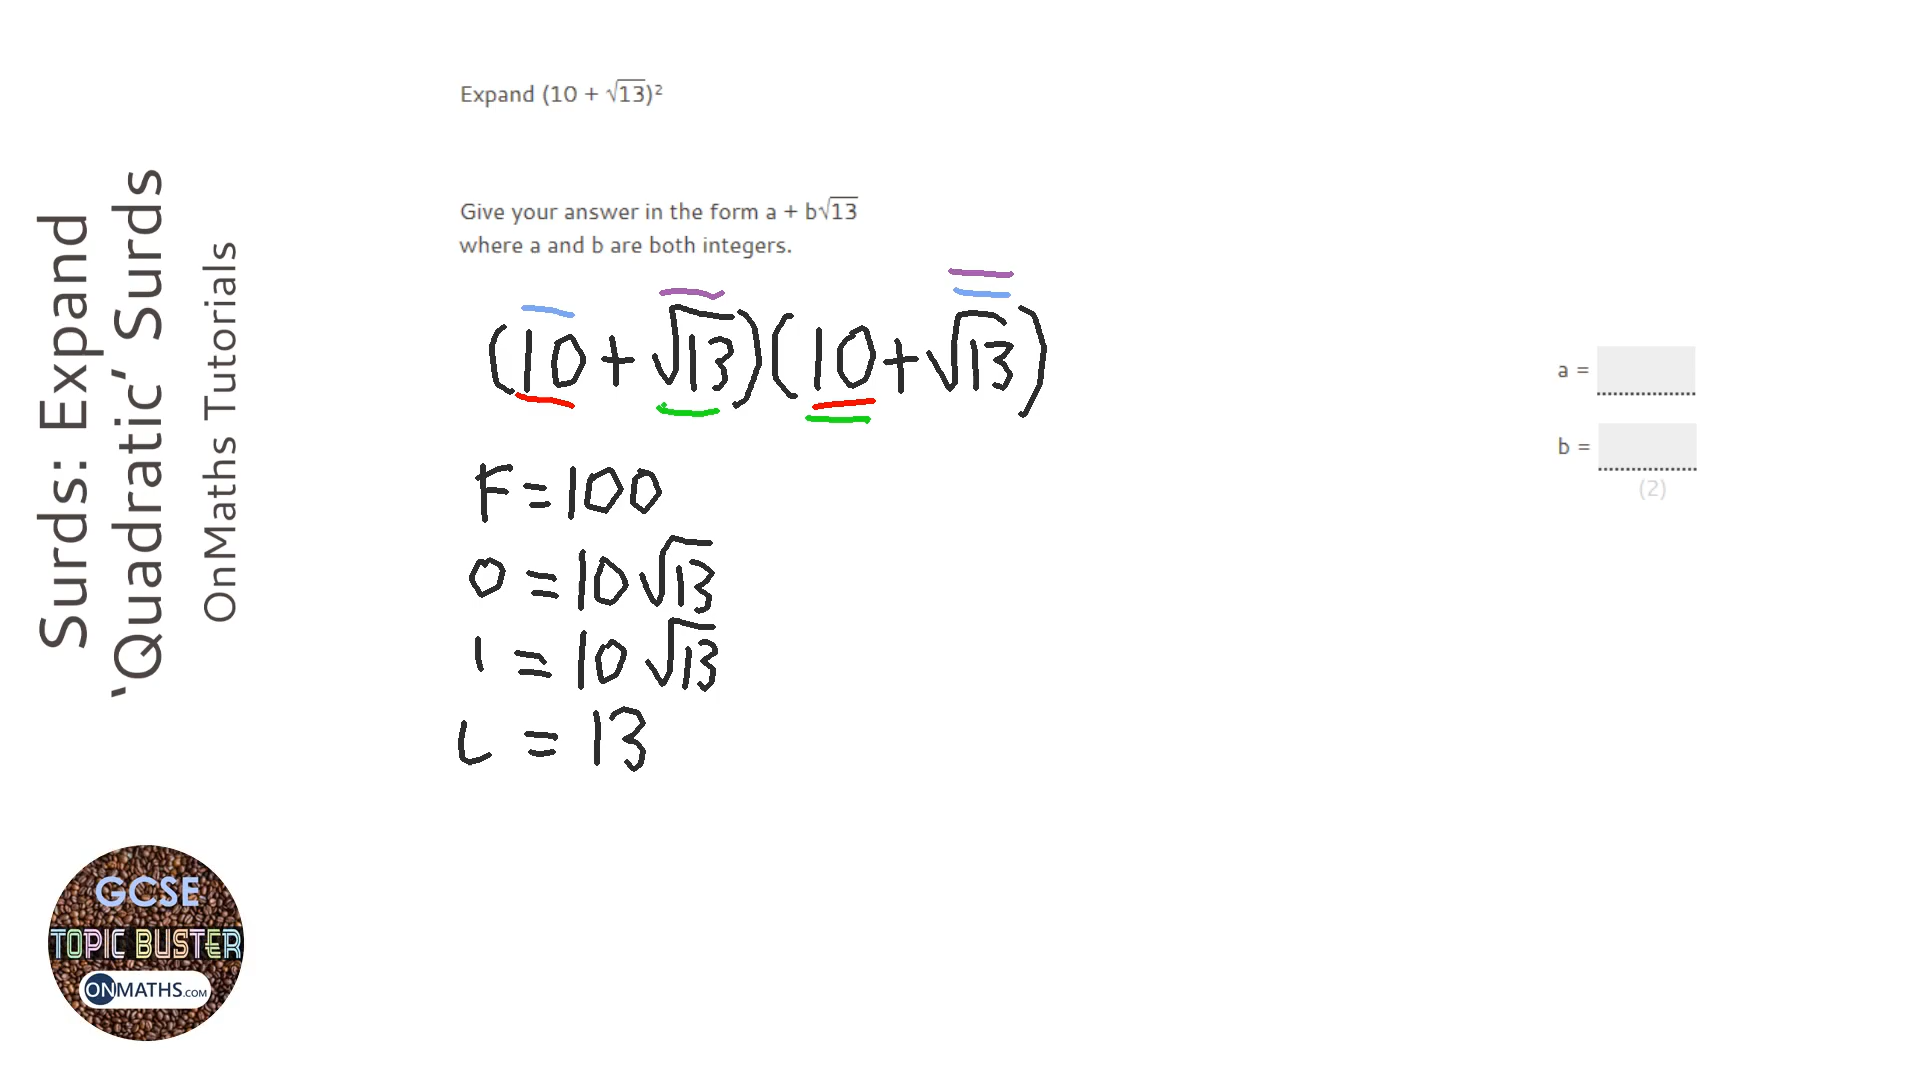 Surds: Expand
‘Quadratic’ Surds
OnMaths Tutorials
Expand (10 + √13)²
Give your answer in the form a + b√13
where a and b are both integers.
(10 + √13)(10 + √13)
F = 100
O = 10√13
I = 10√13
L = 13
a =
b =
(2)
GCSE
TOPIC BUSTER
ONMATHS.COM